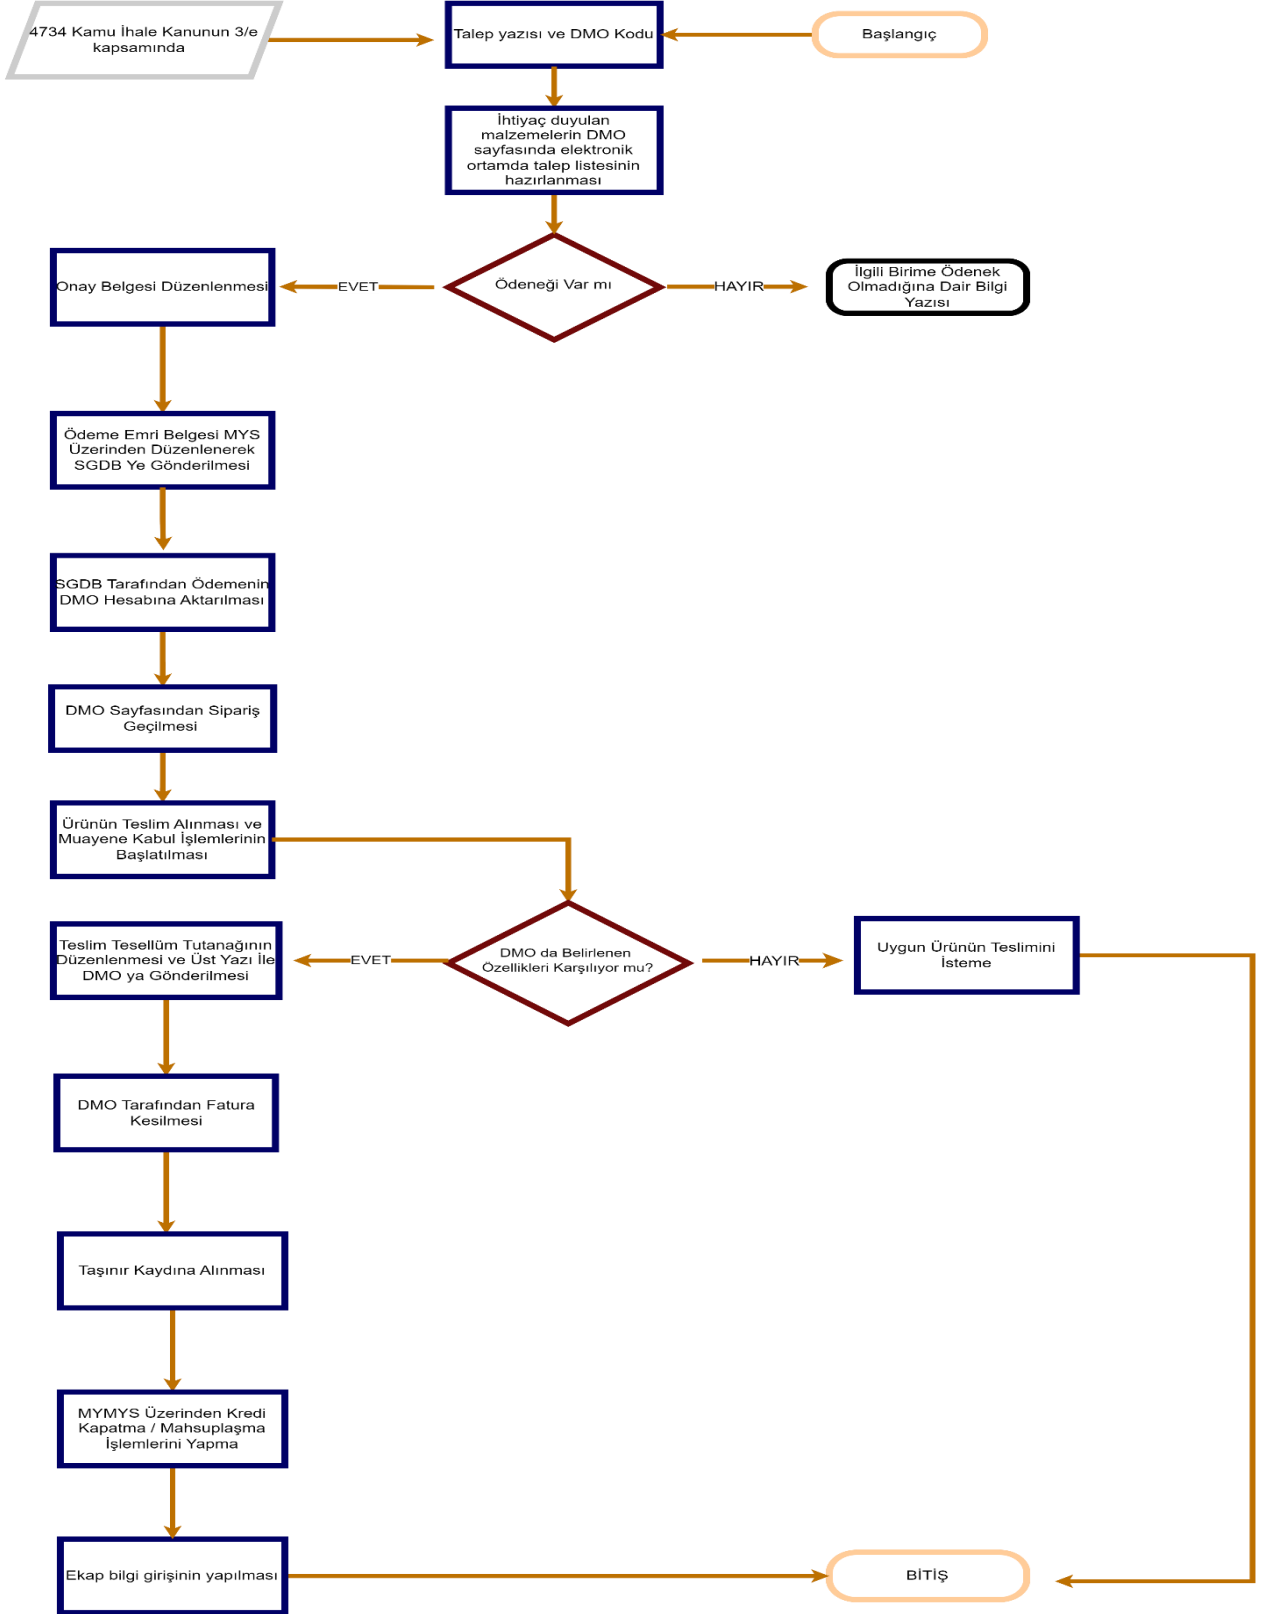 4734 Kamu İhale Kanunun 3/e
kapsamında
Talep yazısı ve DMO Kodu
Başlangıç
İhtiyaç duyulan
malzemelerin DMO
sayfasında elektronik
ortamda talep listesinin
hazırlanması
Onay Belgesi Düzenlenmesi
EVET
Ödeneği Var mı
HAYIR
İlgili Birime Ödenek
Olmadığına Dair Bilgi
Yazısı
Ödeme Emri Belgesi MYS
Üzerinden Düzenlenerek
SGDB Ye Gönderilmesi
SGDB Tarafından Ödemenin
DMO Hesabına Aktarılması
DMO Sayfasından Sipariş
Geçilmesi
Ürünün Teslim Alınması ve
Muayene Kabul İşlemlerinin
Başlatılması
Teslim Tesellüm Tutanağının
Düzenlenmesi ve Üst Yazı İle
DMO ya Gönderilmesi
EVET
DMO da Belirlenen
Özellikleri Karşılıyor mu?
HAYIR
Uygun Ürünün Teslimini
İsteme
DMO Tarafından Fatura
Kesilmesi
Taşınır Kaydına Alınması
MYMYS Üzerinden Kredi
Kapatma / Mahsuplaşma
İşlemlerini Yapma
Ekap bilgi girişinin yapılması
BİTİŞ